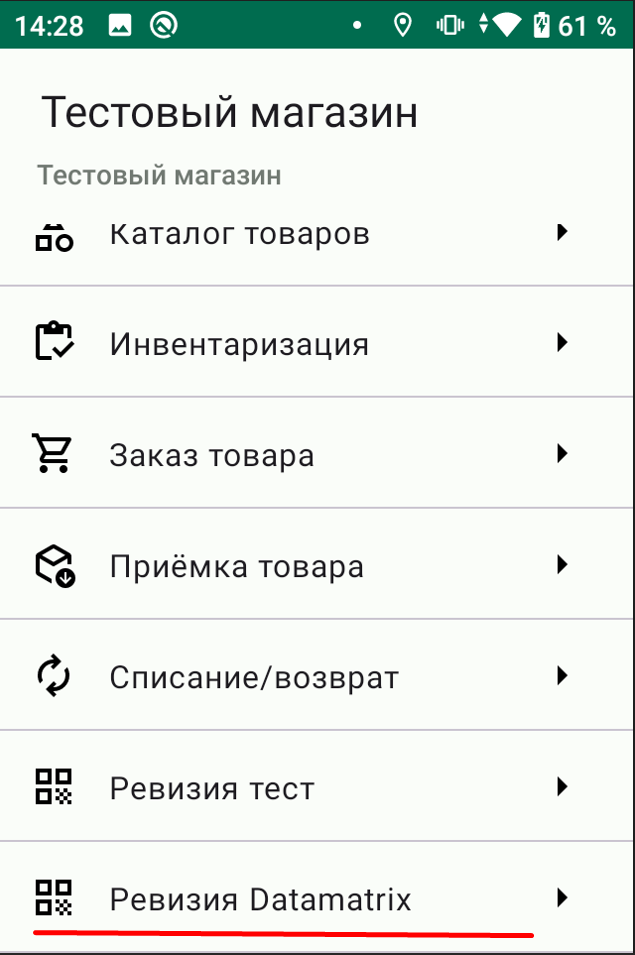 14:28
61 %
Тестовый магазин
Тестовый магазин
Каталог товаров
Инвентаризация
Заказ товара
Приёмка товара
Списание/возврат
Ревизия тест
Ревизия Datamatrix